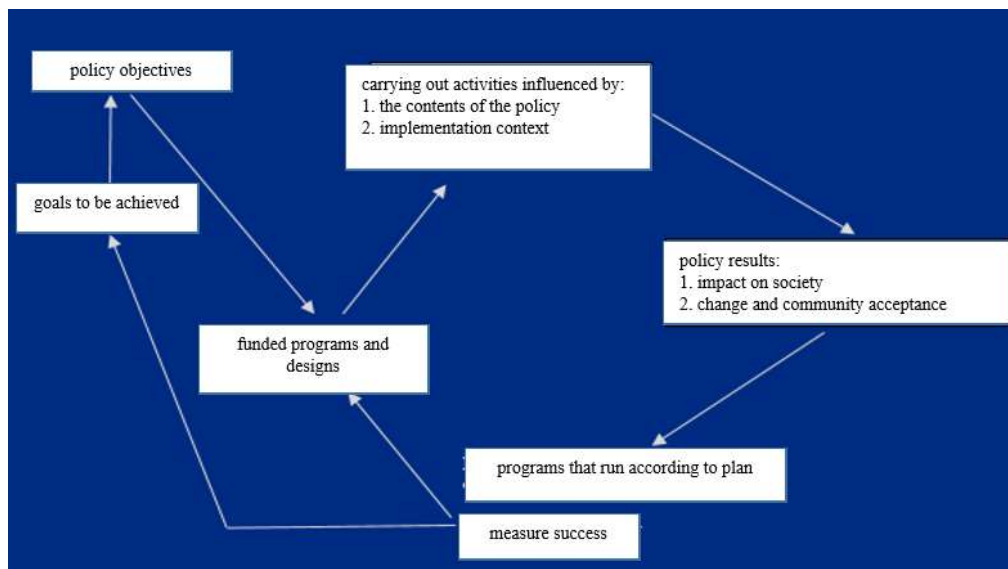 policy objectives
carrying out activities influenced by:
1. the contents of the policy
2. implementation context
goals to be achieved
policy results:
1. impact on society
2. change and community acceptance
funded programs and
designs
programs that run according to plan
measure success